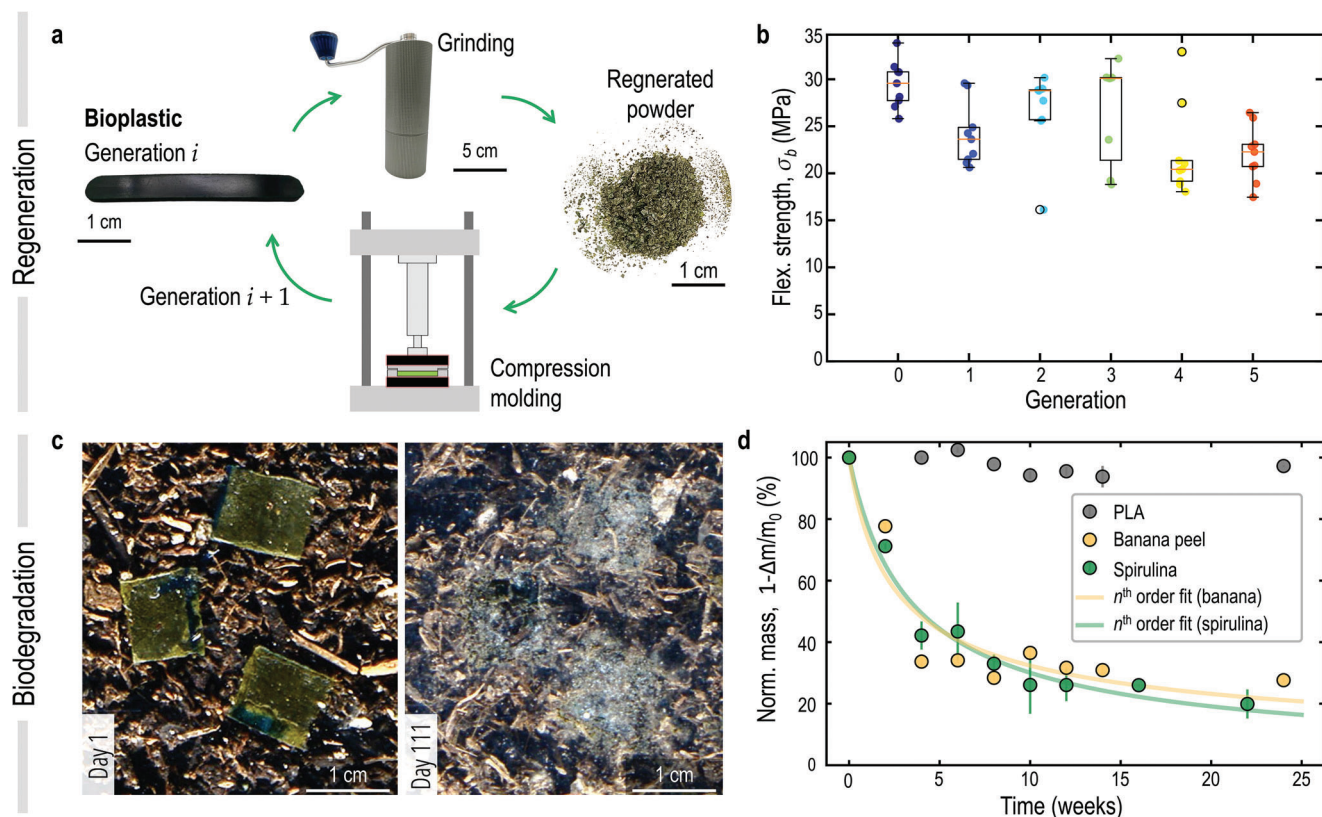 Regeneration
a
Bioplastic
Generation i
1 cm
Grinding
5 cm
Regnerated
powder
1 cm
Generation i + 1
Compression
molding
b
Flex. strength, σb (MPa)
35
30
25
20
15
10
5
0
0 1 2 3 4 5
Generation
Biodegradation
c
Day 1
1 cm
Day 111
1 cm
d
Norm. mass, 1-Δm/m0 (%)
100
80
60
40
20
0
PLA
Banana peel
Spirulina
nth order fit (banana)
nth order fit (spirulina)
0 5 10 15 20 25
Time (weeks)